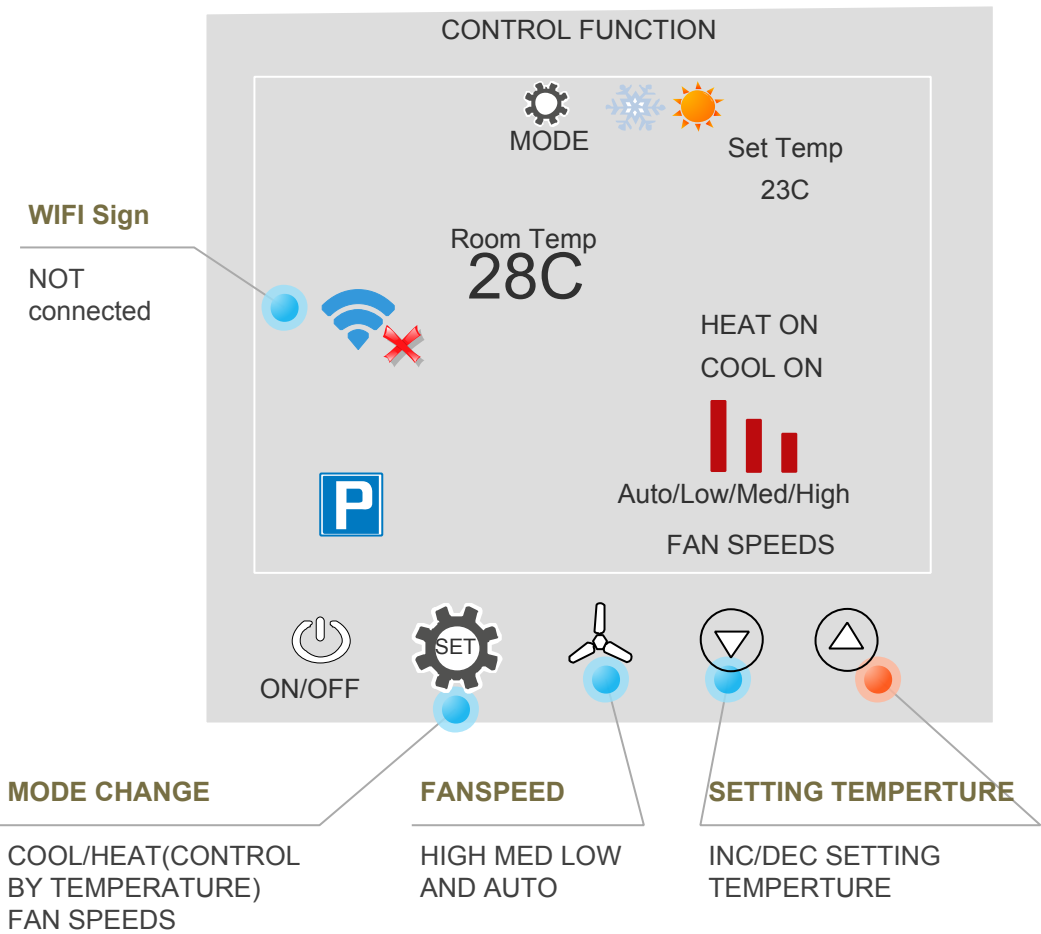 CONTROL FUNCTION
MODE
Set Temp
23C
WIFI Sign
Room Temp
28C
NOT
connected
HEAT ON
COOL ON
P
Auto/Low/Med/High
FAN SPEEDS
SET
ON/OFF
MODE CHANGE
COOL/HEAT(CONTROL
BY TEMPERATURE)
FAN SPEEDS
FANSPEED
HIGH MED LOW
AND AUTO
SETTING TEMPERTURE
INC/DEC SETTING
TEMPERTURE